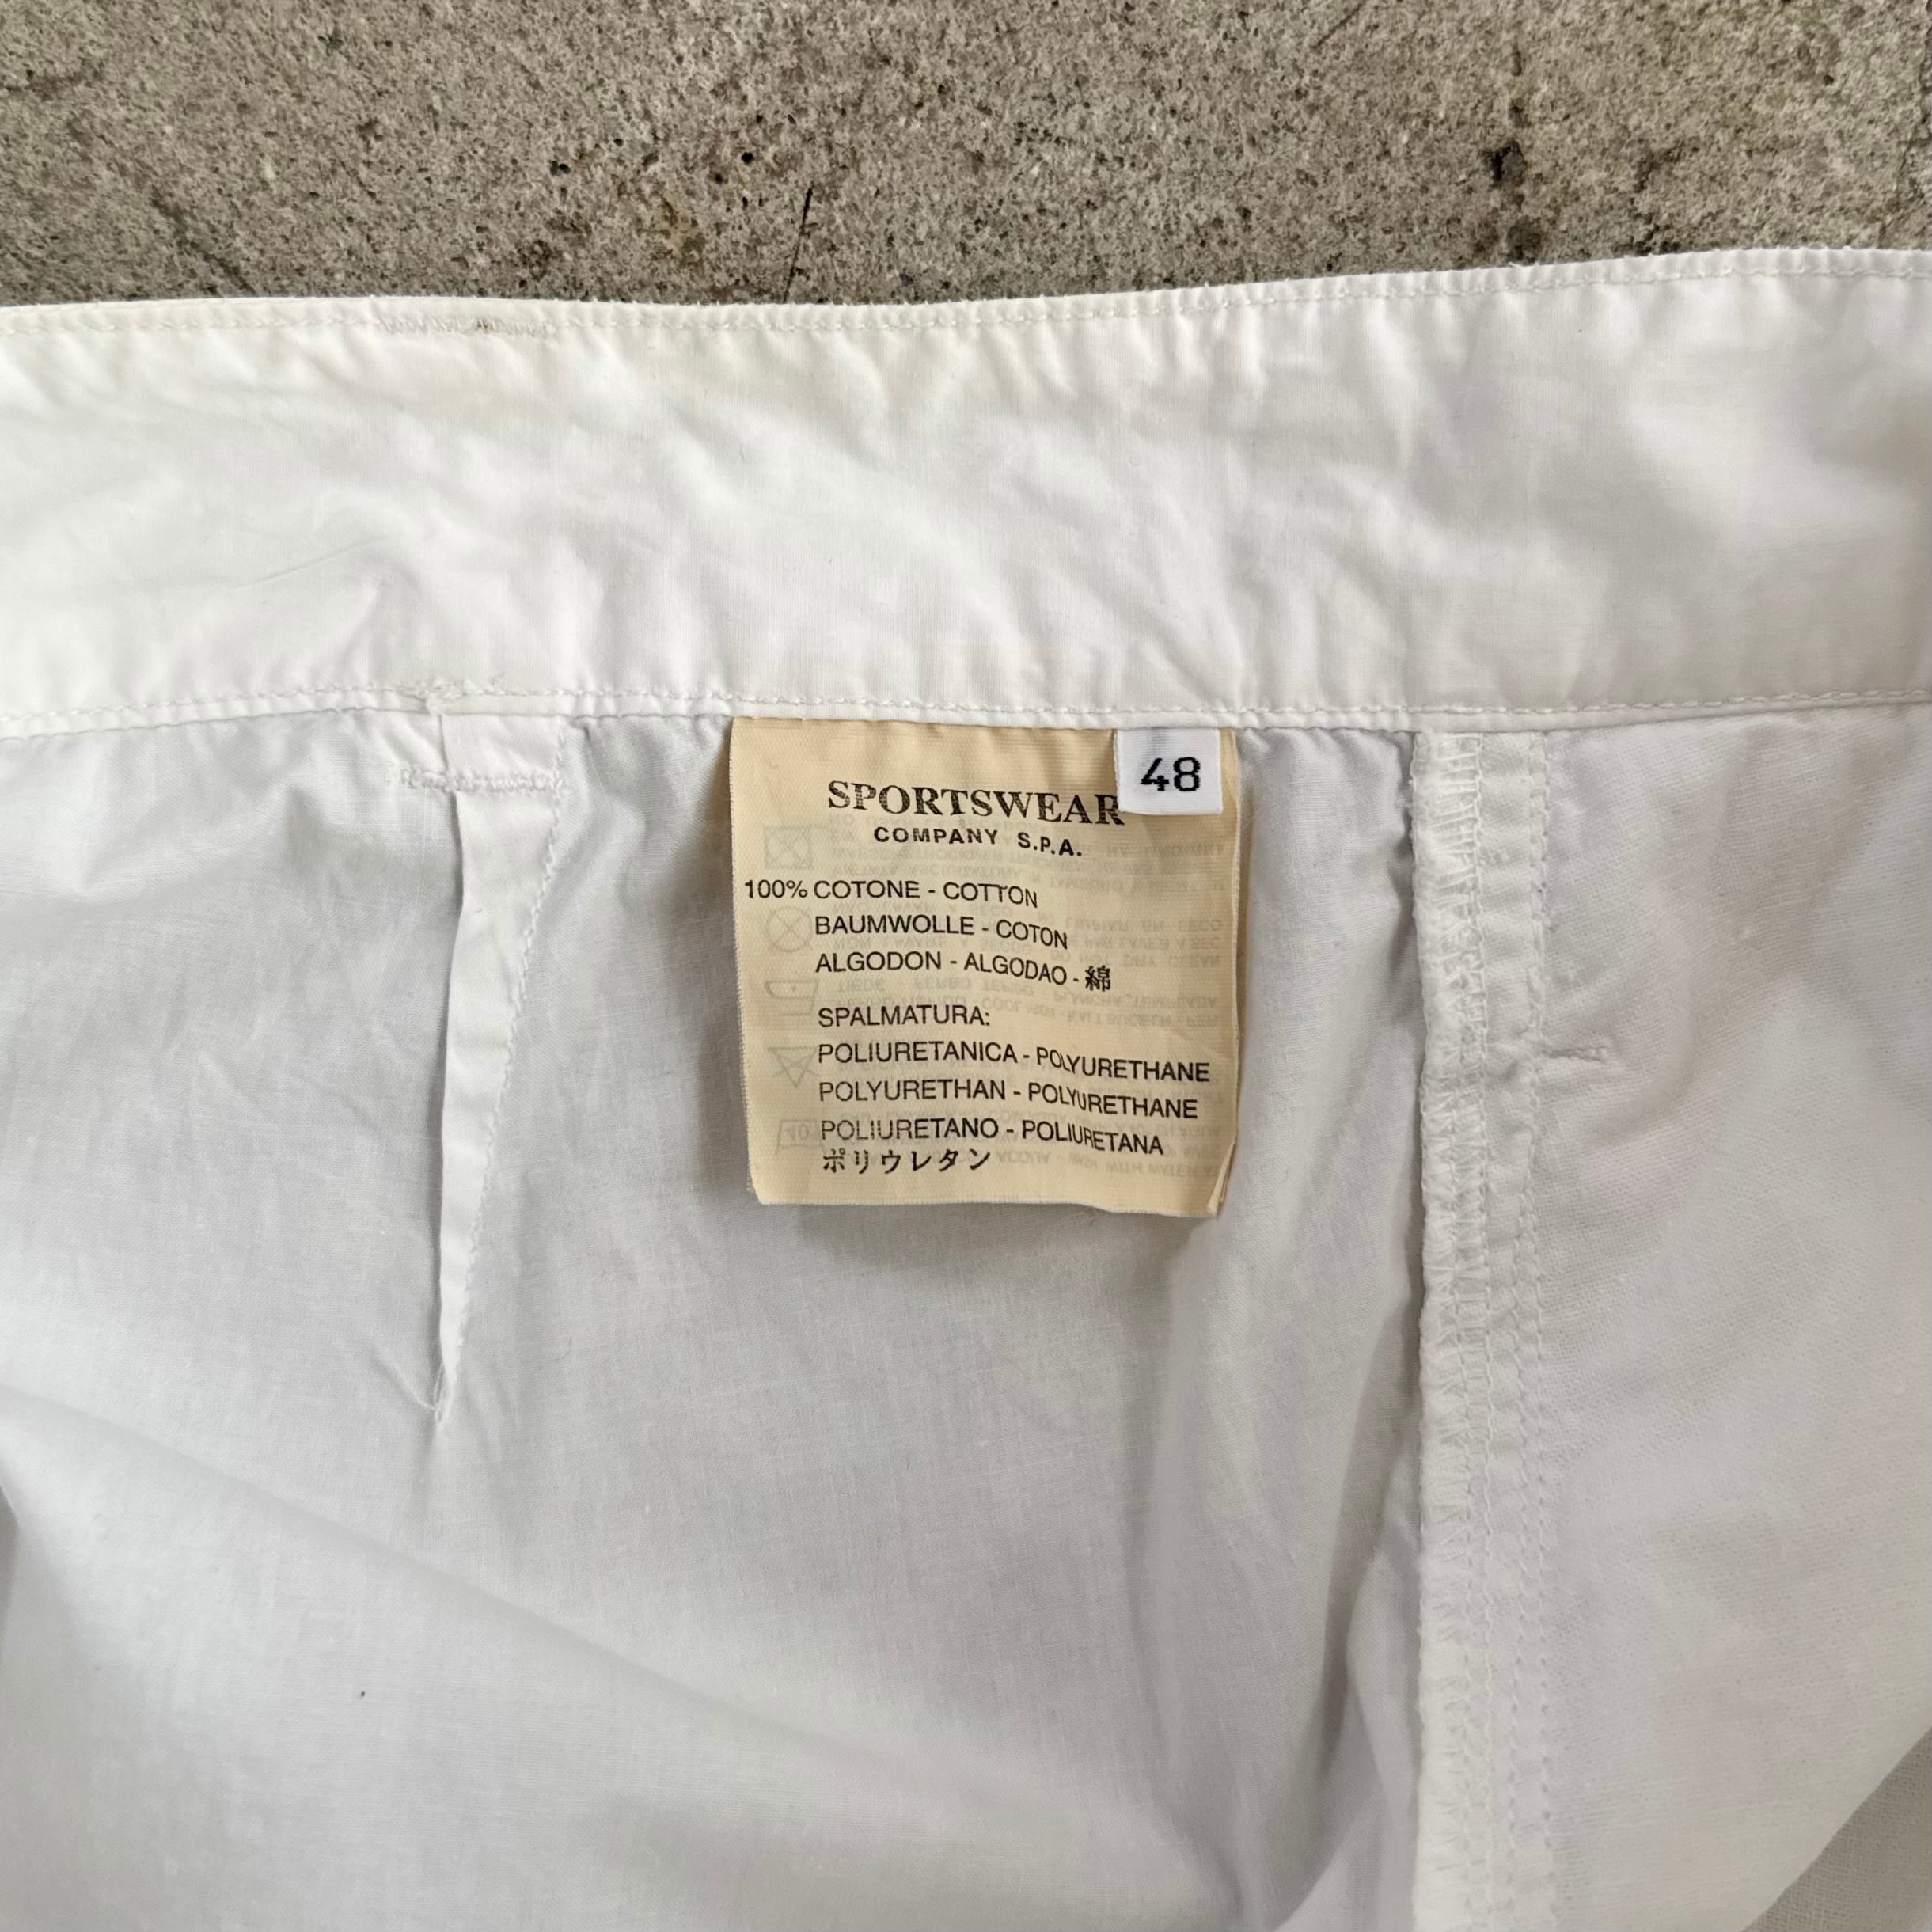 48
SPORTSWEAR
COMPANY S.P.A.
100% COTONE - COTTON
BAUMWOLLE - COTON
ALGODON - ALGODAO - 綿
SPALMATURA:
POLIURETANICA - POLYURETHANE
POLYURETHAN - POLYURETHANE
POLIURETANO - POLIURETANA
ポリウレタン